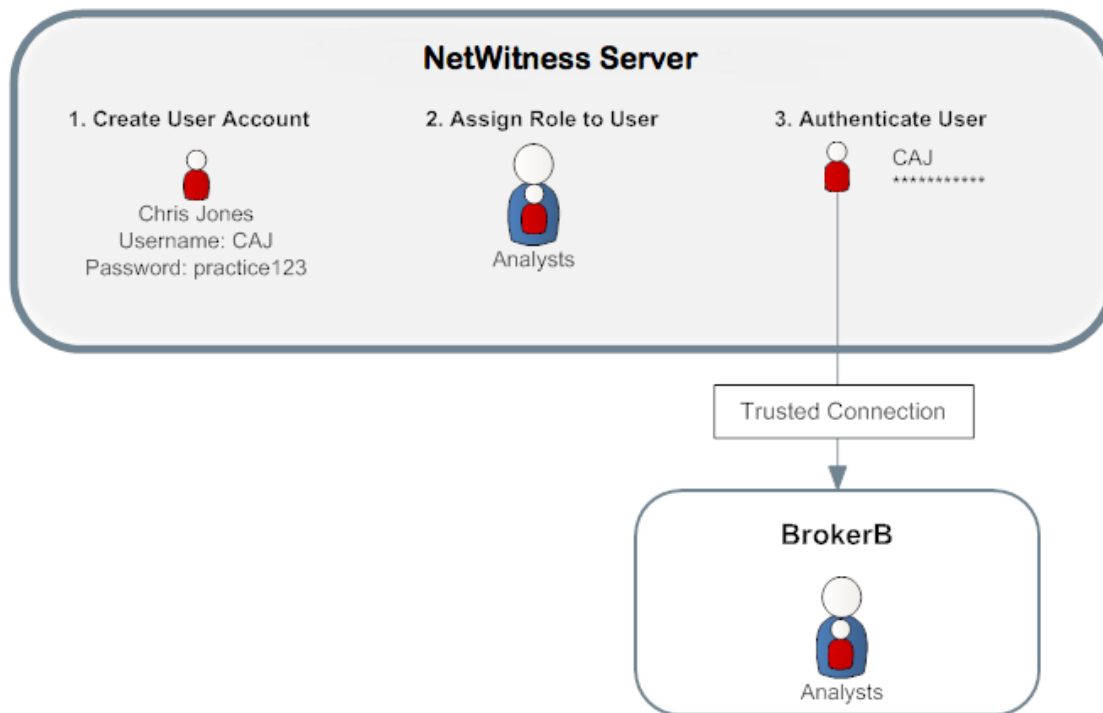 NetWitness Server
1. Create User Account
Chris Jones
Username: CAJ
Password: practice123
2. Assign Role to User
Analysts
3. Authenticate User
CAJ
***********
Trusted Connection
BrokerB
Analysts